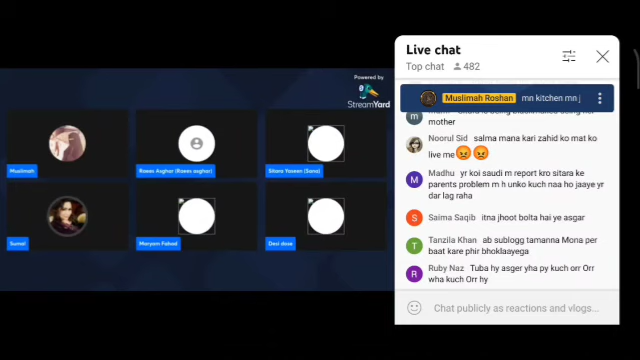 Powered by
StreamYard
Muslimah
Raees Asghar (Raees asghar)
Sitara Yaseen (Sana)
Sumai
Maryam Fahad
Desi dose
Live chat
Top chat 482
Muslimah Roshan mn kitchen mn j
mother
Noorul Sid salma mana kari zahid ko mat ko
live me
Madhu yr koi saudi m report kro sitara ke
parents problem m h unko kuch naa ho jaaye yr
dar lag raha
Saima Saqib itna jhoot bolta hai ye asgar
Tanzila Khan ab sublogg tamanna Mona per
baat kare phir bhoklaayega
Ruby Naz Tuba hy asger yha py kuch orr Orr
wha kuch Orr hy
Chat publicly as reactions and vlogs...